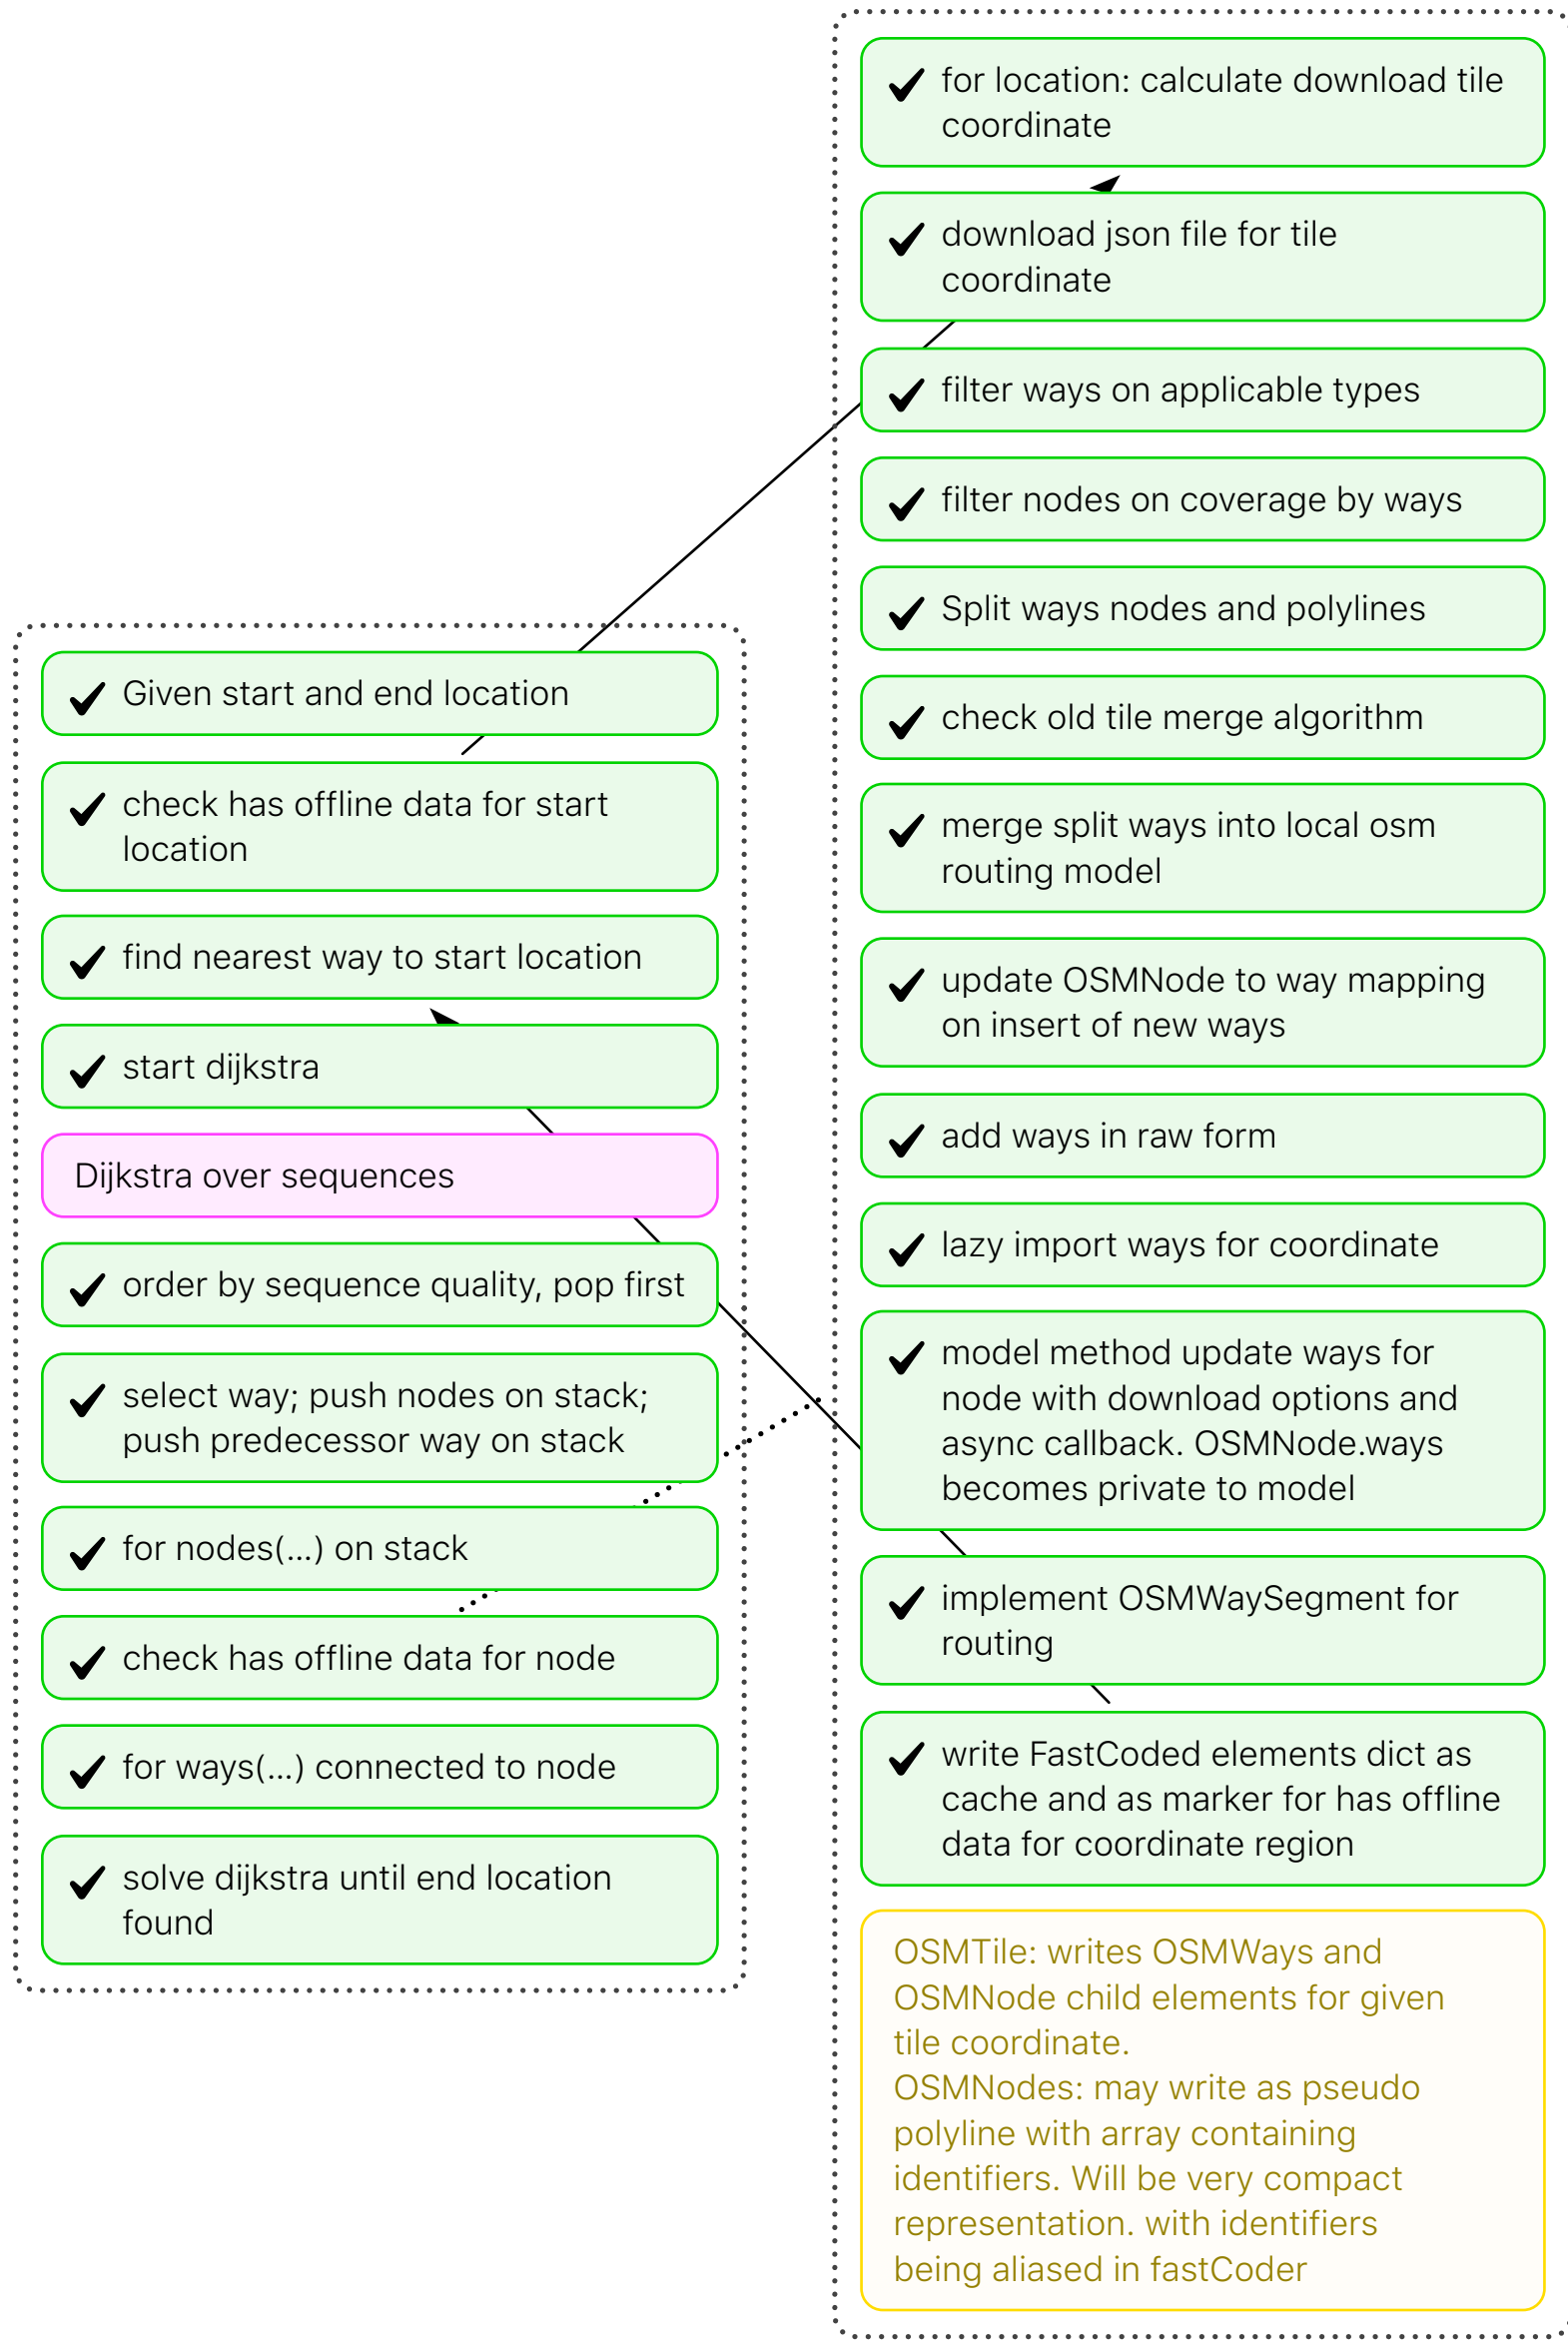 Given start and end location
check has offline data for start
location
find nearest way to start location
start dijkstra
Dijkstra over sequences
order by sequence quality, pop first
select way; push nodes on stack;
push predecessor way on stack
for nodes(...) on stack
check has offline data for node
for ways(...) connected to node
solve dijkstra until end location
found
for location: calculate download tile
coordinate
download json file for tile
coordinate
filter ways on applicable types
filter nodes on coverage by ways
Split ways nodes and polylines
check old tile merge algorithm
merge split ways into local osm
routing model
update OSMNode to way mapping
on insert of new ways
add ways in raw form
lazy import ways for coordinate
model method update ways for
node with download options and
async callback. OSMNode.ways
becomes private to model
implement OSMWaySegment for
routing
write FastCoded elements dict as
cache and as marker for has offline
data for coordinate region
OSMTile: writes OSMWays and
OSMNode child elements for given
tile coordinate.
OSMNodes: may write as pseudo
polyline with array containing
identifiers. Will be very compact
representation. with identifiers
being aliased in fastCoder